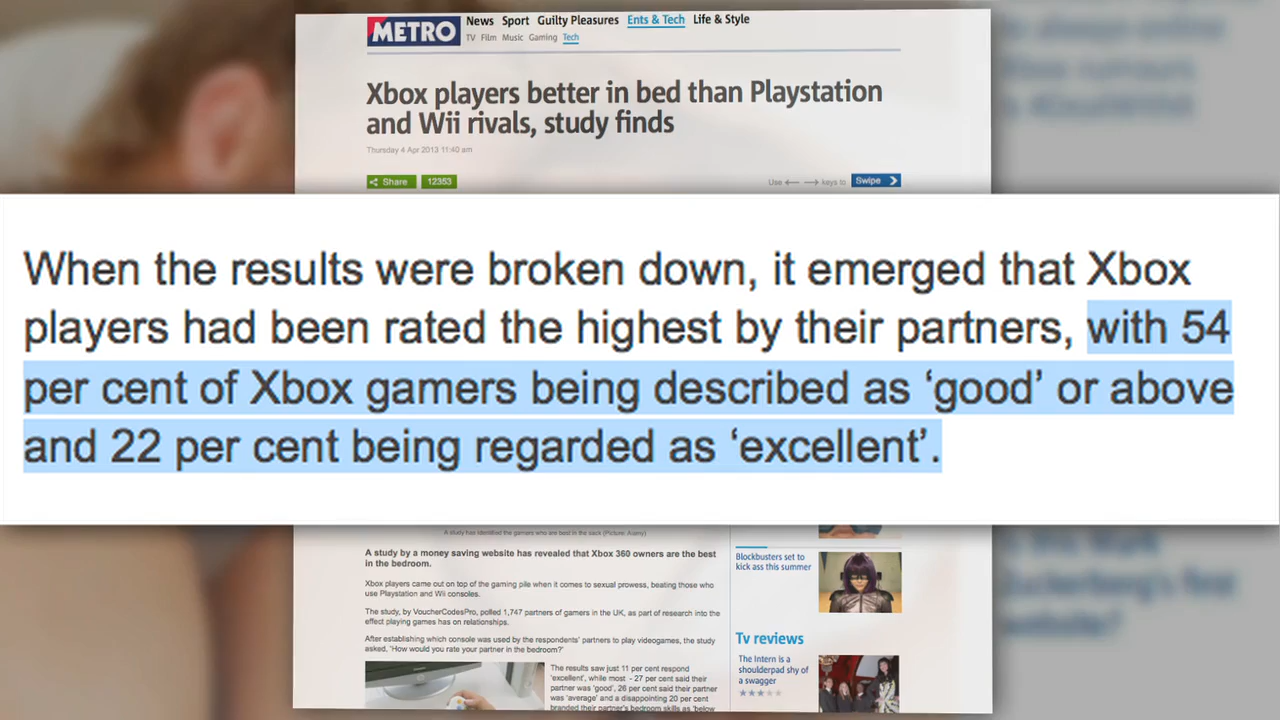 METRO
News Sport Guilty Pleasures Ents & Tech Life & Style
TV Film Music Gaming Tech
Xbox players better in bed than Playstation
and Wii rivals, study finds
Thursday 4 Apr 2013 11:40 am
Share 12353
Use keys to Swipe
When the results were broken down, it emerged that Xbox
players had been rated the highest by their partners, with 54
per cent of Xbox gamers being described as ‘good’ or above
and 22 per cent being regarded as ‘excellent’.
A study has identified the gamers who are best in the sack (Picture: Alamy)
A study by a money saving website has revealed that Xbox 360 owners are the best
in the bedroom.
Xbox players came out on top of the gaming pile when it comes to sexual prowess, beating those who
use Playstation and Wii consoles.
The study, by VoucherCodesPro, polled 1,747 partners of gamers in the UK, as part of research into the
effect playing games has on relationships.
After establishing which console was used by the respondents' partners to play videogames, the study
asked, 'How would you rate your partner in the bedroom?'
The results saw just 11 per cent respond
'excellent', while most - 27 per cent said their
partner was 'good', 26 per cent said their partner
was 'average' and a disappointing 20 per cent
branded their partner's bedroom skills as 'below
Blockbusters set to
kick ass this summer
Tv reviews
The Intern is a
shoulderpad shy of
a swagger